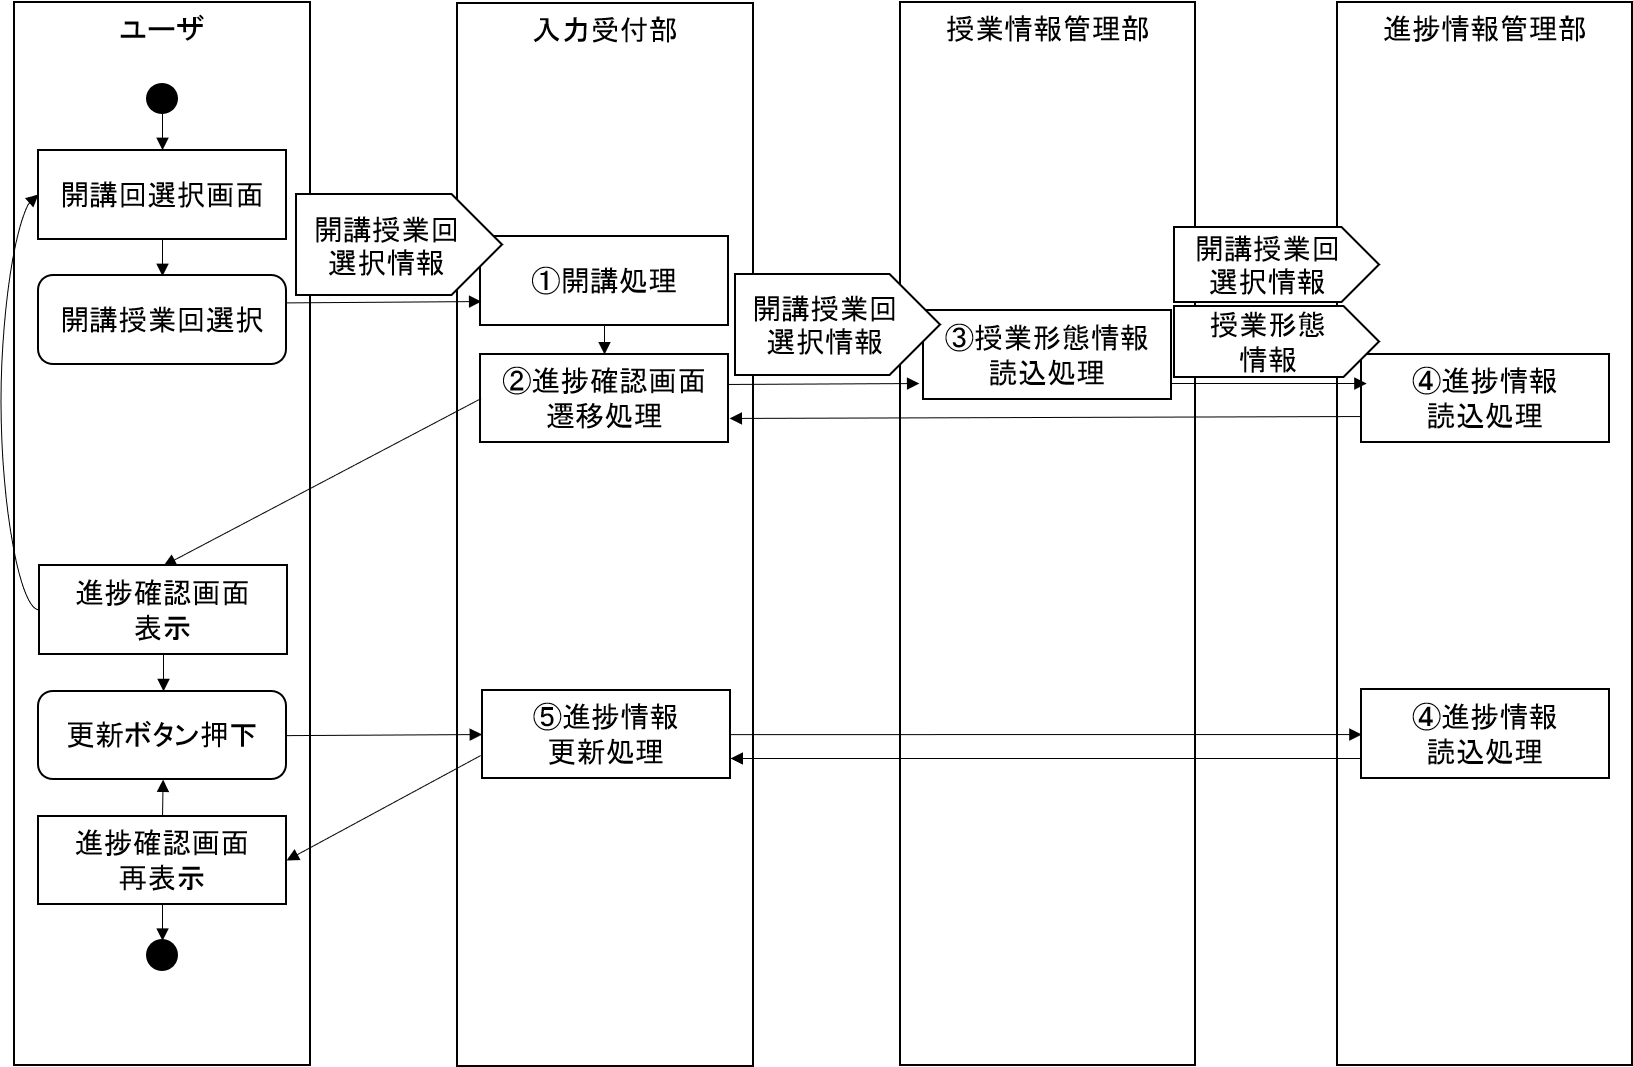 ユーザ
入力受付部
授業情報管理部
進捗情報管理部
開講回選択画面
開講授業回
選択情報
①開講処理
開講授業回
選択情報
開講授業回選択
開講授業回
選択情報
③授業形態情報
読込処理
授業形態
情報
②進捗確認画面
遷移処理
④進捗情報
読込処理
進捗確認画面
表示
更新ボタン押下
⑤進捗情報
更新処理
④進捗情報
読込処理
進捗確認画面
再表示